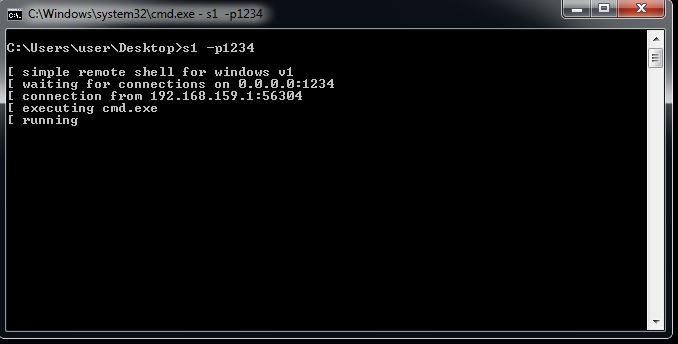 C:\Windows\system32\cmd.exe - s1 -p1234
C:\Users\user\Desktop>s1 -p1234
[ simple remote shell for windows v1
[ waiting for connections on 0.0.0.0:1234
[ connection from 192.168.159.1:56304
[ executing cmd.exe
[ running